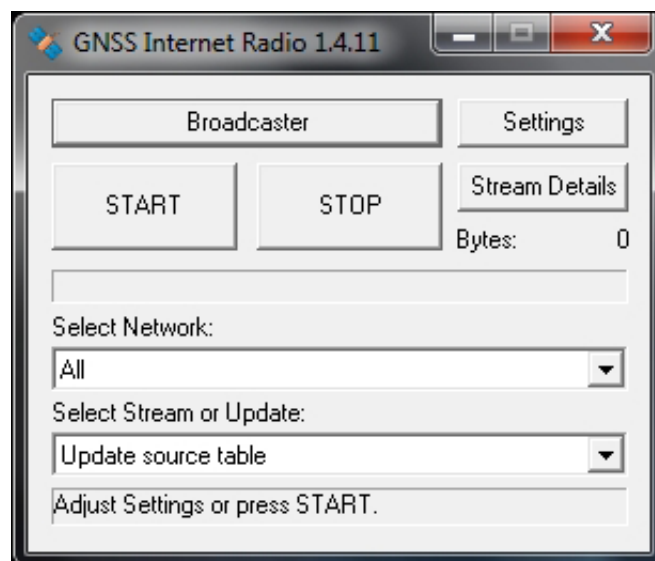 GNSS Internet Radio 1.4.11
Broadcaster
Settings
START
STOP
Stream Details
Bytes: 0
Select Network:
All
Select Stream or Update:
Update source table
Adjust Settings or press START.